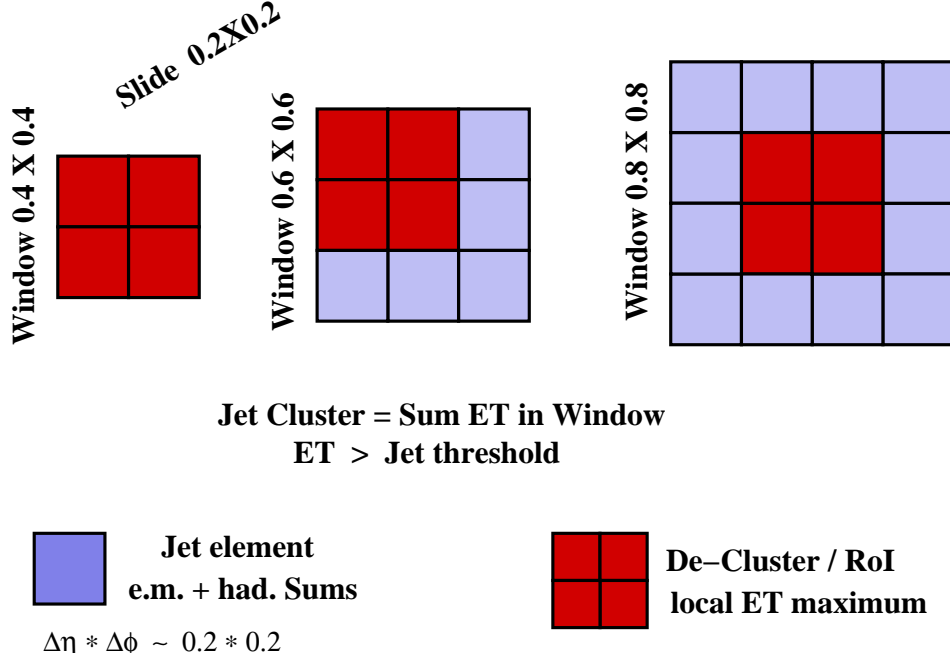 Slide 0.2X0.2
Window 0.4 X 0.4
Window 0.6 X 0.6
Window 0.8 X 0.8
Jet Cluster = Sum ET in Window
ET > Jet threshold
Jet element
e.m. + had. Sums
Δη * Δϕ ~ 0.2 * 0.2
De−Cluster / RoI
local ET maximum